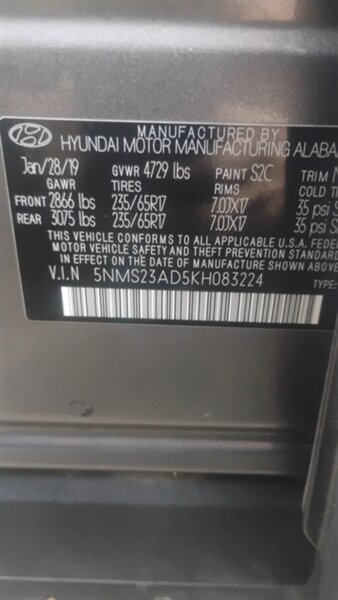 MANUFACTURED BY
HYUNDAI MOTOR MANUFACTURING ALABA
Jan/28/19 GVWR 4729 lbs PAINT S2C TRIM
GAWR TIRES RIMS COLD TI
FRONT 2866 lbs 235/65R17 7.0JX17 35 psi
REAR 3075 lbs 235/65R17 7.0JX17 35 psi
THIS VEHICLE CONFORMS TO ALL APPLICABLE U.S.A. FEDER
MOTOR VEHICLE SAFETY AND THEFT PREVENTION STANDARD
IN EFFECT ON THE DATE OF MANUFACTURE SHOWN ABOVE.
V.I.N 5NMS23AD5KH083224
TYPE: